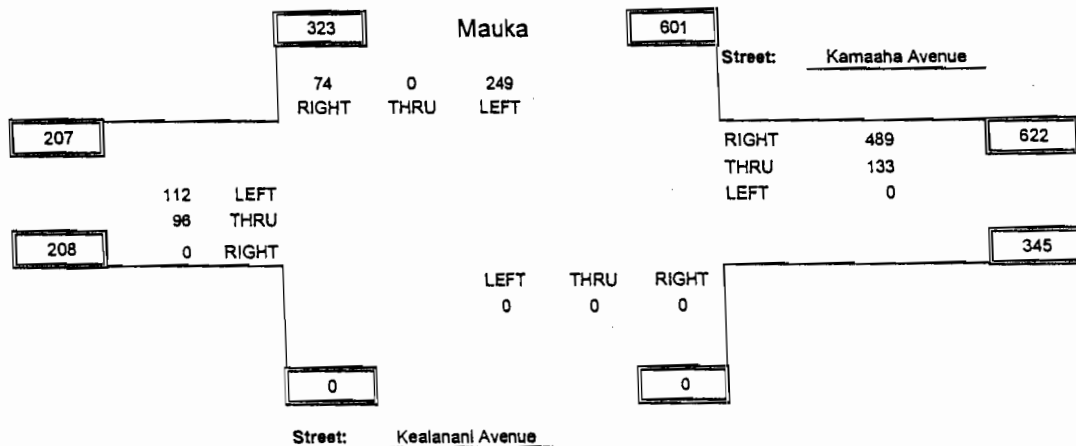 323 Mauka 601
Street: Kamaaha Avenue
74 0 249
RIGHT THRU LEFT
207
RIGHT 489
622
THRU 133
LEFT 0
112 LEFT
96 THRU
208
0 RIGHT
345
LEFT THRU RIGHT
0 0 0
0 0
Street: Kealanani Avenue